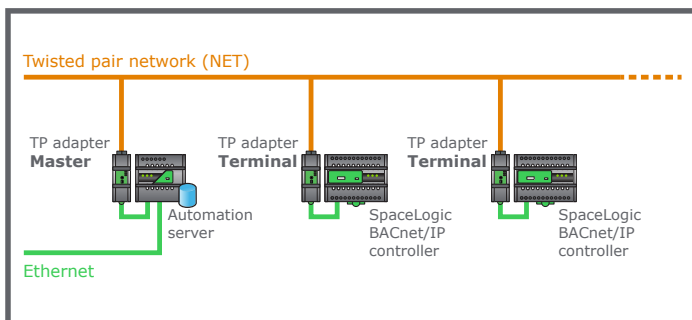 Twisted pair network (NET)
TP adapter
Master
TP adapter
Terminal
TP adapter
Terminal
Automation
server
SpaceLogic
BACnet/IP
controller
SpaceLogic
BACnet/IP
controller
Ethernet